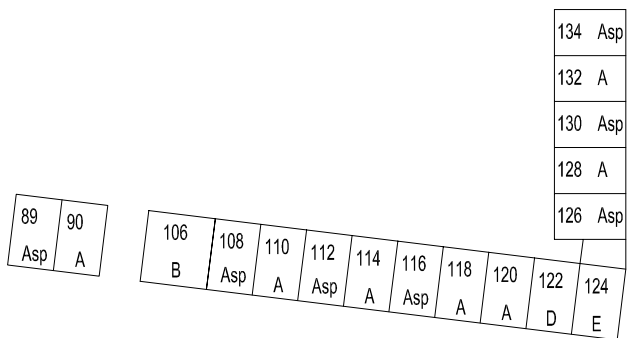 134 Asp
132 A
130 Asp
128 A
126 Asp
89 90 106 108 110 112 114 116 118 120 122 124
Asp A B Asp A Asp A Asp A A D E